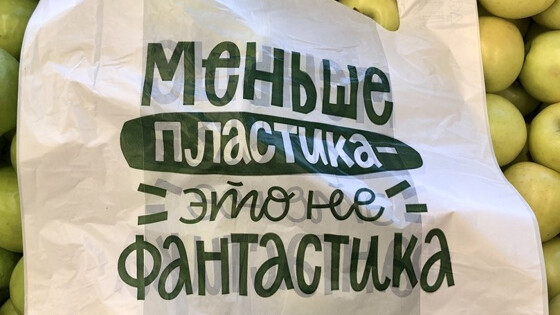 Меньше
пластика–
это не
фантастика